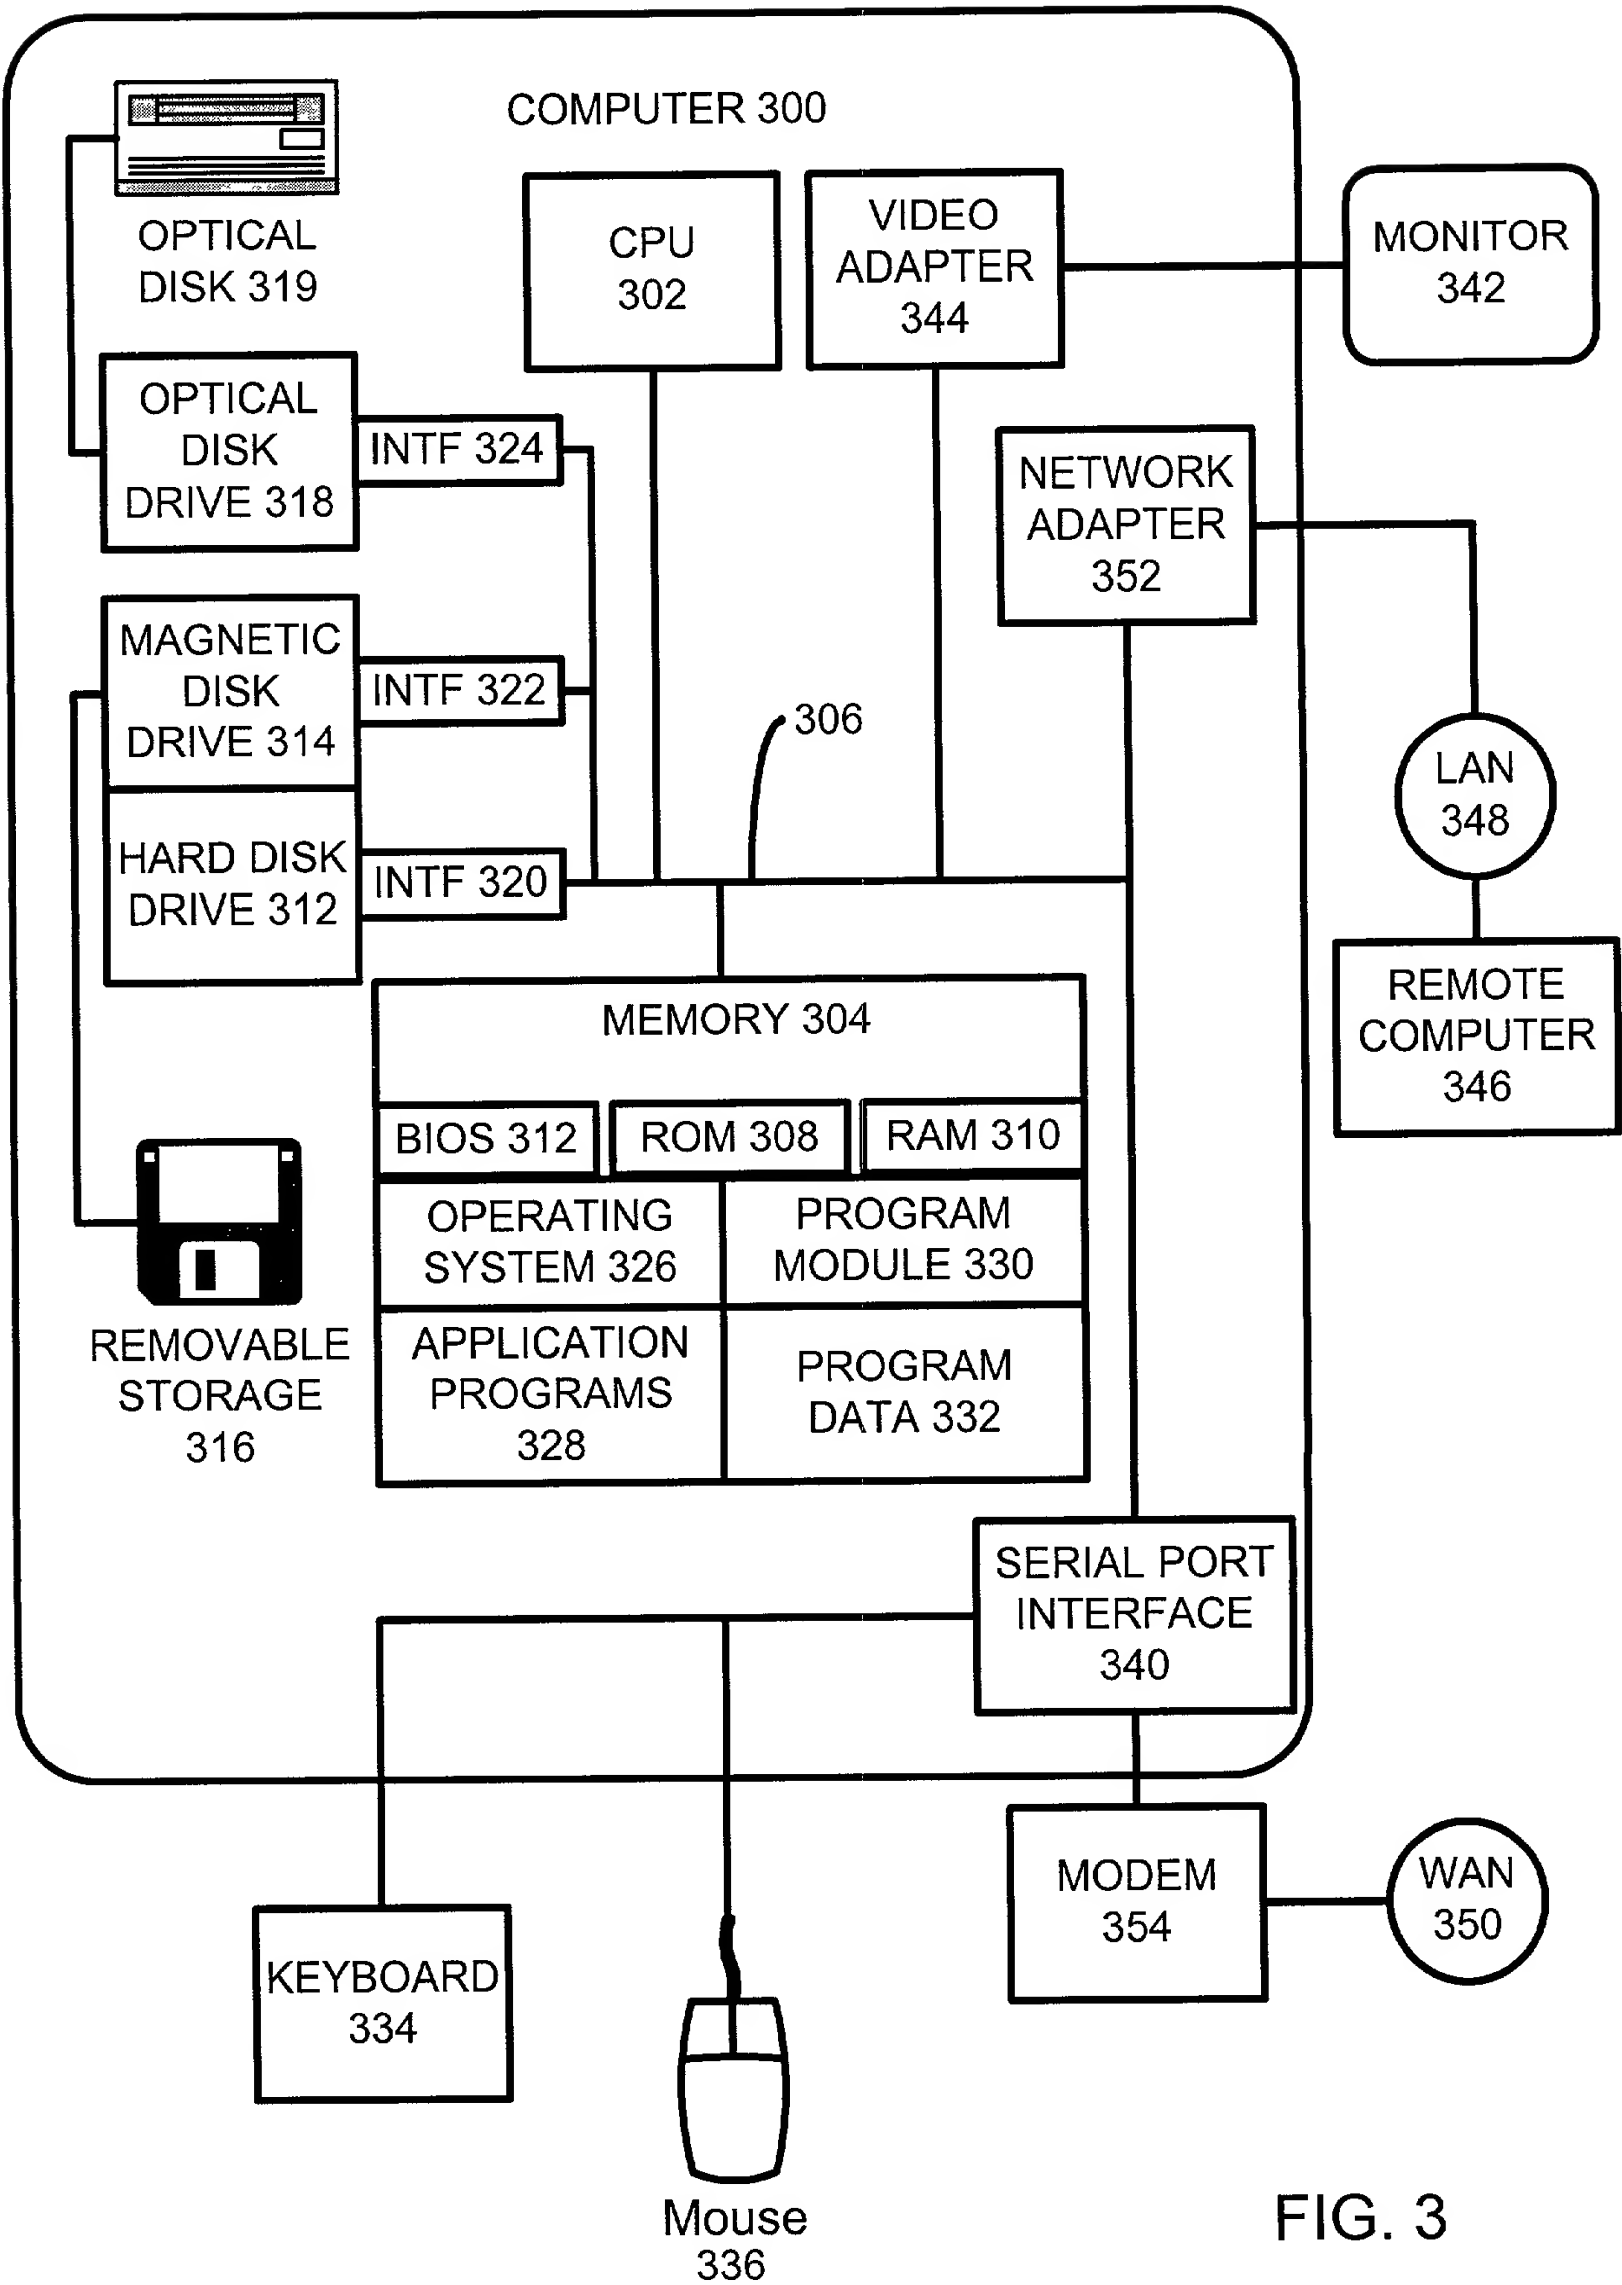 COMPUTER 300
OPTICAL
DISK 319
CPU
302
VIDEO
ADAPTER
344
MONITOR
342
OPTICAL
DISK
DRIVE 318
INTF 324
NETWORK
ADAPTER
352
MAGNETIC
DISK
DRIVE 314
INTF 322
306
LAN
348
HARD DISK
DRIVE 312
INTF 320
REMOTE
COMPUTER
346
MEMORY 304
BIOS 312
ROM 308
RAM 310
OPERATING
SYSTEM 326
PROGRAM
MODULE 330
APPLICATION
PROGRAMS
328
PROGRAM
DATA 332
REMOVABLE
STORAGE
316
SERIAL PORT
INTERFACE
340
MODEM
354
WAN
350
KEYBOARD
334
Mouse
336
FIG. 3